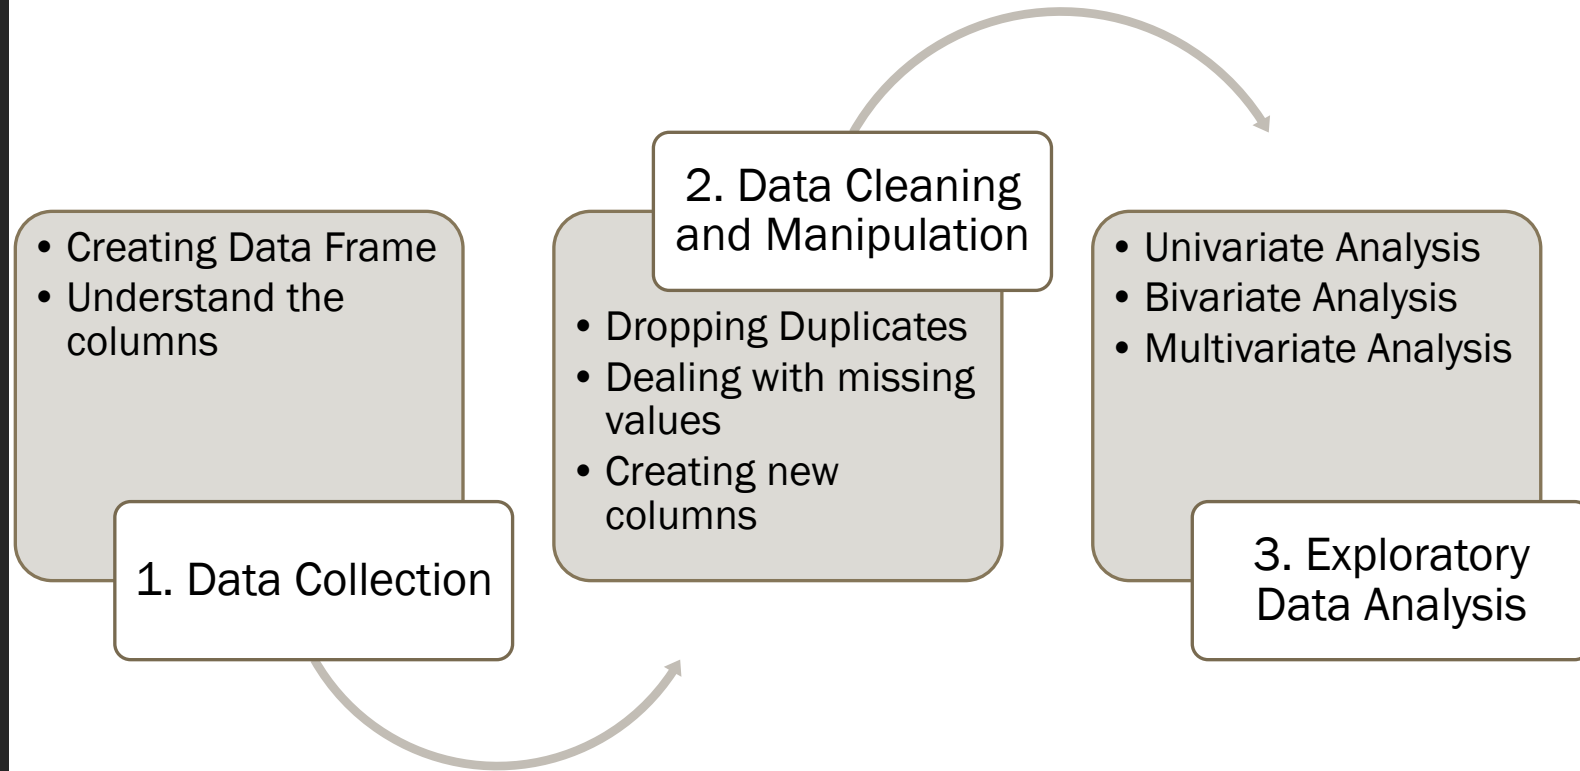 • Creating Data Frame
• Understand the
columns
1. Data Collection
2. Data Cleaning
and Manipulation
• Dropping Duplicates
• Dealing with missing
values
• Creating new
columns
• Univariate Analysis
• Bivariate Analysis
• Multivariate Analysis
3. Exploratory
Data Analysis